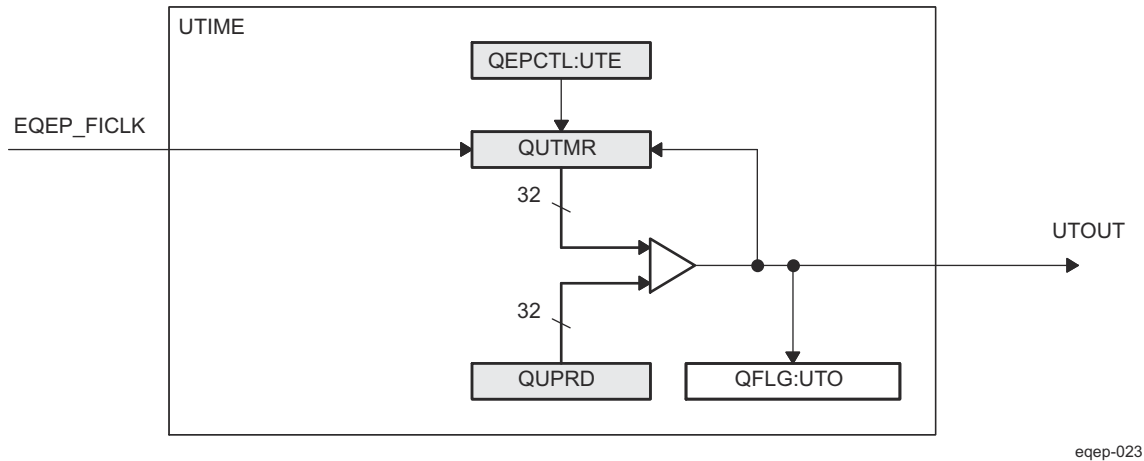 UTIME
QEPCTL:UTE
EQEP_FICLK
QUTMR
32
UTOUT
32
QUPRD
QFLG:UTO
eqep-023